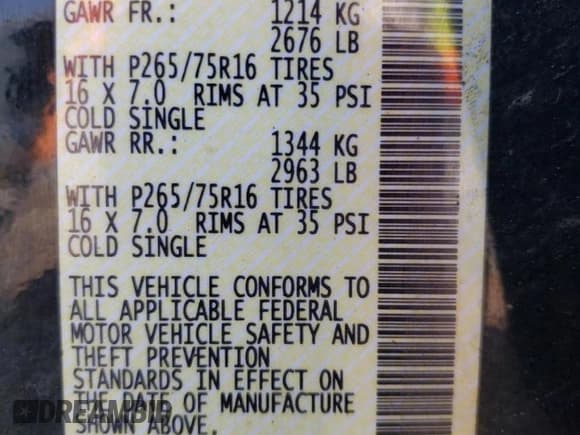 GAWR FR.: 1214 KG
2676 LB
WITH P265/75R16 TIRES
16 X 7.0 RIMS AT 35 PSI
COLD SINGLE
GAWR RR.: 1344 KG
2963 LB
WITH P265/75R16 TIRES
16 X 7.0 RIMS AT 35 PSI
COLD SINGLE
THIS VEHICLE CONFORMS TO
ALL APPLICABLE FEDERAL
MOTOR VEHICLE SAFETY AND
THEFT PREVENTION
STANDARDS IN EFFECT ON
THE DATE OF MANUFACTURE
SHOWN ABOVE.
DREAMBID